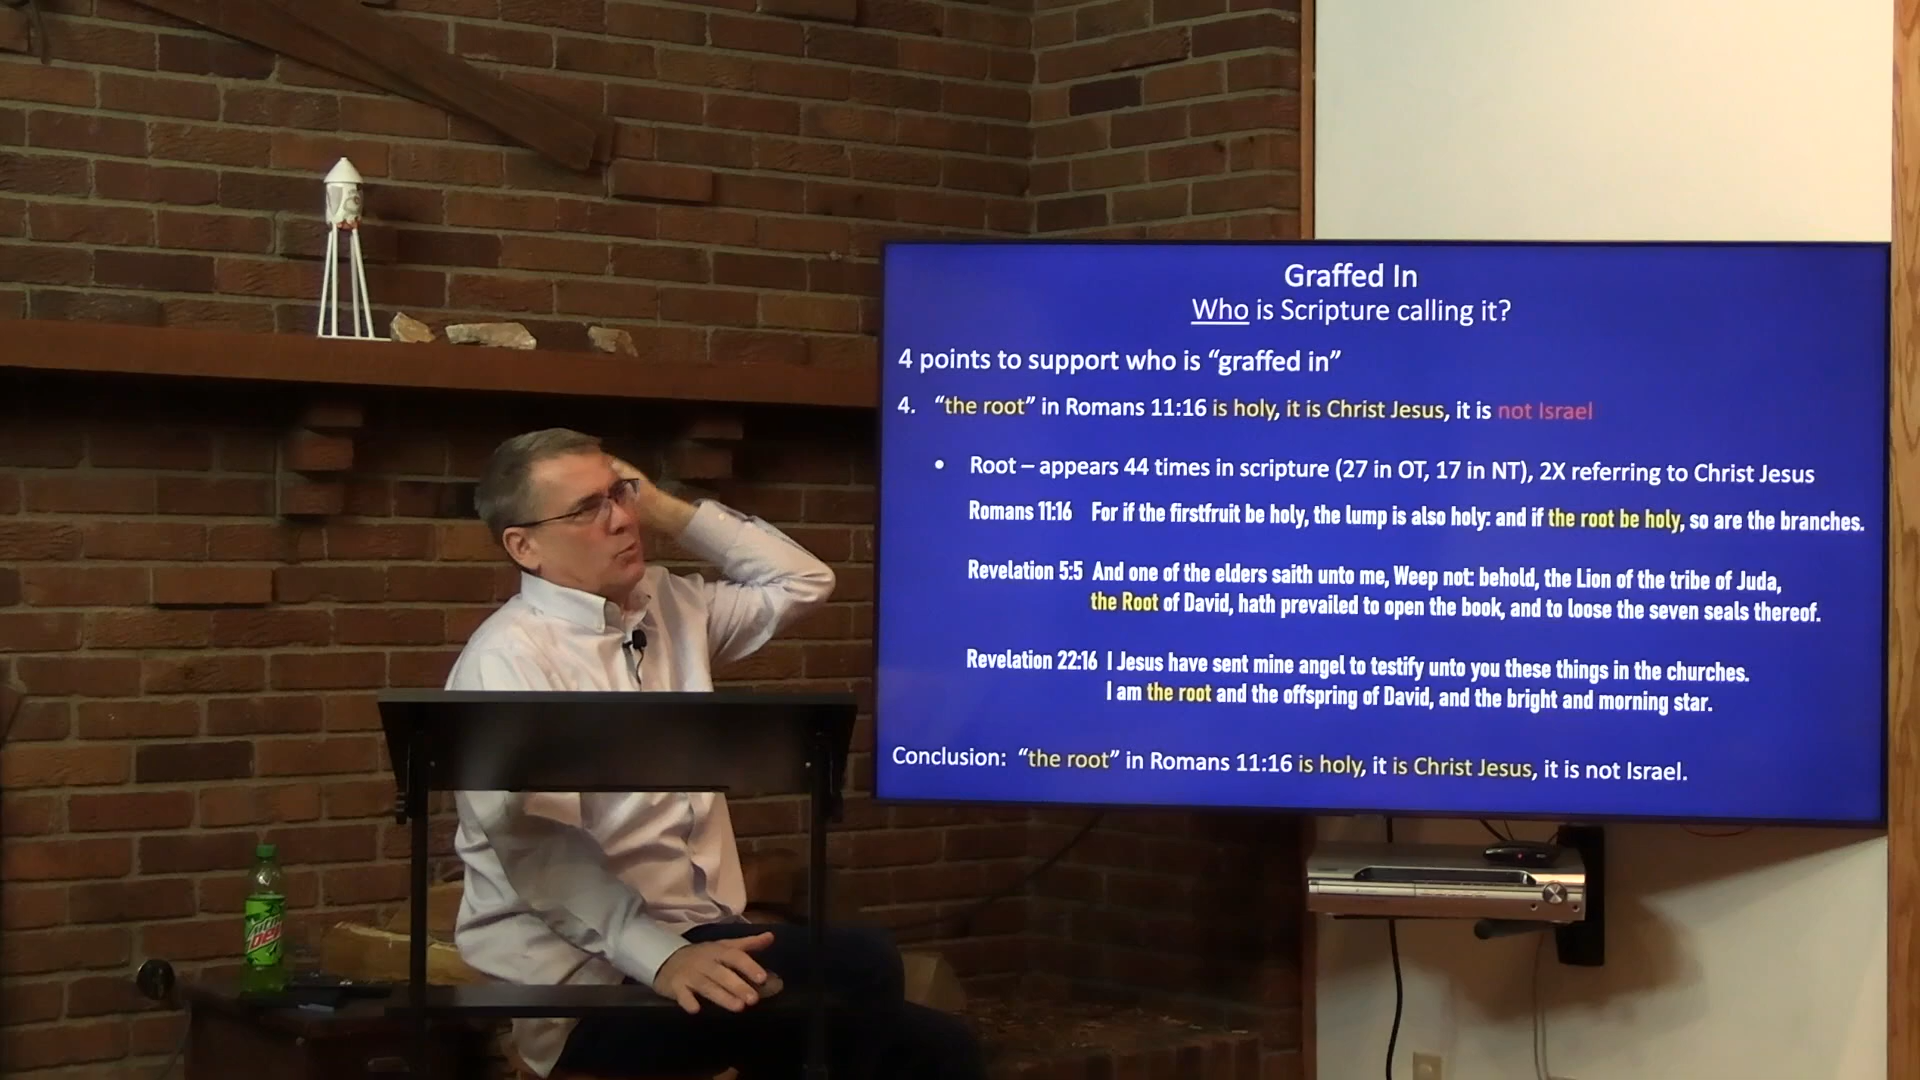 Graffed In
Who is Scripture calling it?
4 points to support who is “graffed in”
4. “the root” in Romans 11:16 is holy, it is Christ Jesus, it is not Israel
• Root – appears 44 times in scripture (27 in OT, 17 in NT), 2X referring to Christ Jesus
Romans 11:16 For if the firstfruit be holy, the lump is also holy: and if the root be holy, so are the branches.
Revelation 5:5 And one of the elders saith unto me, Weep not: behold, the Lion of the tribe of Juda,
the Root of David, hath prevailed to open the book, and to loose the seven seals thereof.
Revelation 22:16 I Jesus have sent mine angel to testify unto you these things in the churches.
I am the root and the offspring of David, and the bright and morning star.
Conclusion: “the root” in Romans 11:16 is holy, it is Christ Jesus, it is not Israel.